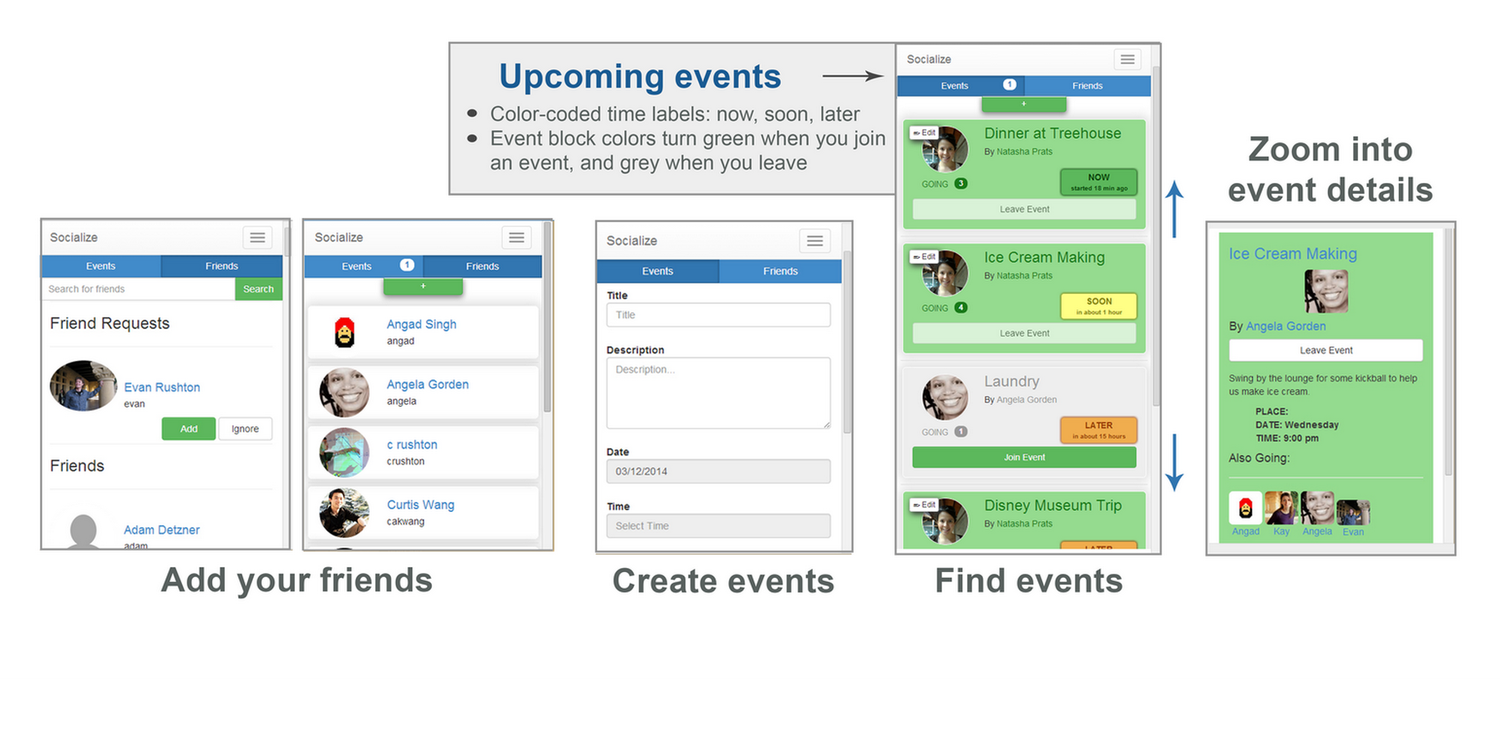 Upcoming events
Color-coded time labels: now, soon, later
Event block colors turn green when you join
an event, and grey when you leave
Socialize
Events
Friends
Search for friends
Search
Friend Requests
Evan Rushton
evan
Add
Ignore
Friends
Adam Detzner
adam
Socialize
Events 1
Friends
+
Angad Singh
angad
Angela Gorden
angela
c rushton
crushton
Curtis Wang
cakwang
Add your friends
Socialize
Events
Friends
Title
Title
Description
Description...
Date
03/12/2014
Time
Select Time
Create events
Socialize
Events 1
Friends
+
Edit
Dinner at Treehouse
By Natasha Prats
GOING 3
NOW
started 18 min ago
Leave Event
Edit
Ice Cream Making
By Natasha Prats
GOING 4
SOON
in about 1 hour
Leave Event
Laundry
By Angela Gorden
GOING 1
LATER
in about 15 hours
Join Event
Edit
Disney Museum Trip
By Natasha Prats
LATER
Find events
Zoom into
event details
Ice Cream Making
By Angela Gorden
Leave Event
Swing by the lounge for some kickball to help
us make ice cream.
PLACE:
DATE: Wednesday
TIME: 9:00 pm
Also Going:
Angad Kay Angela Evan